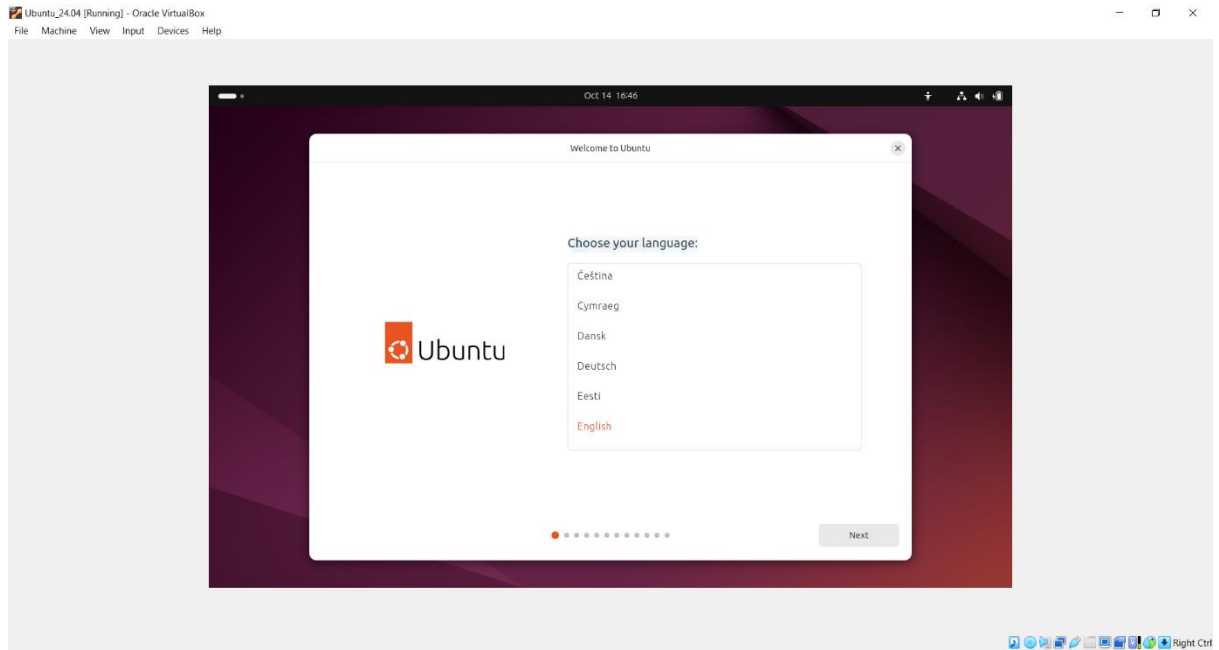 Ubuntu_24.04 [Running] - Oracle VirtualBox
File Machine View Input Devices Help
Oct 14 16:46
Welcome to Ubuntu
Choose your language:
Čeština
Cymraeg
Dansk
Deutsch
Eesti
English
Ubuntu
Next
Right Ctrl